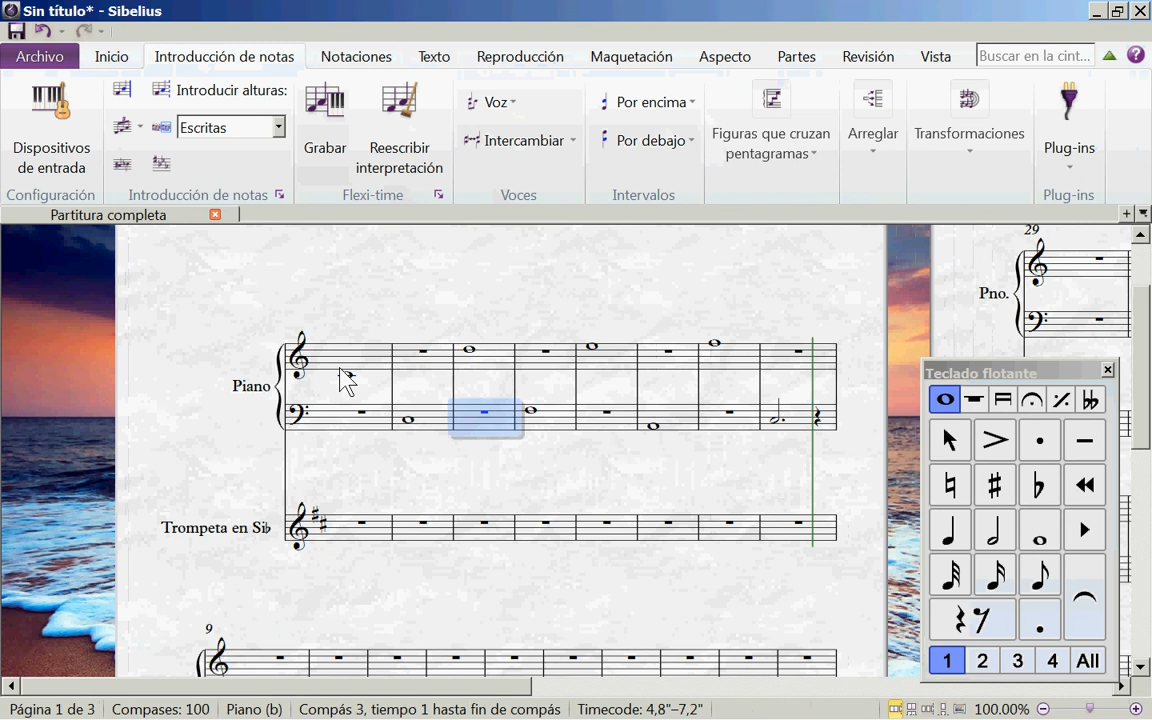 Sin título* - Sibelius
Archivo Inicio Introducción de notas Notaciones Texto Reproducción Maquetación Aspecto Partes Revisión Vista Buscar en la cint...
Introducir alturas:
Escritas
Dispositivos
de entrada
Grabar
Reescribir
interpretación
Voz
Intercambiar
Por encima
Por debajo
Figuras que cruzan
pentagramas
Arreglar
Transformaciones
Plug-ins
Configuración Introducción de notas Flexi-time Voces Intervalos Plug-ins
Partitura completa
29
Pno.
Piano
Trompeta en Si♭
9
Teclado flotante
1 2 3 4 All
Página 1 de 3 Compases: 100 Piano (b) Compás 3, tiempo 1 hasta fin de compás Timecode: 4,8"–7,2" 100.00%